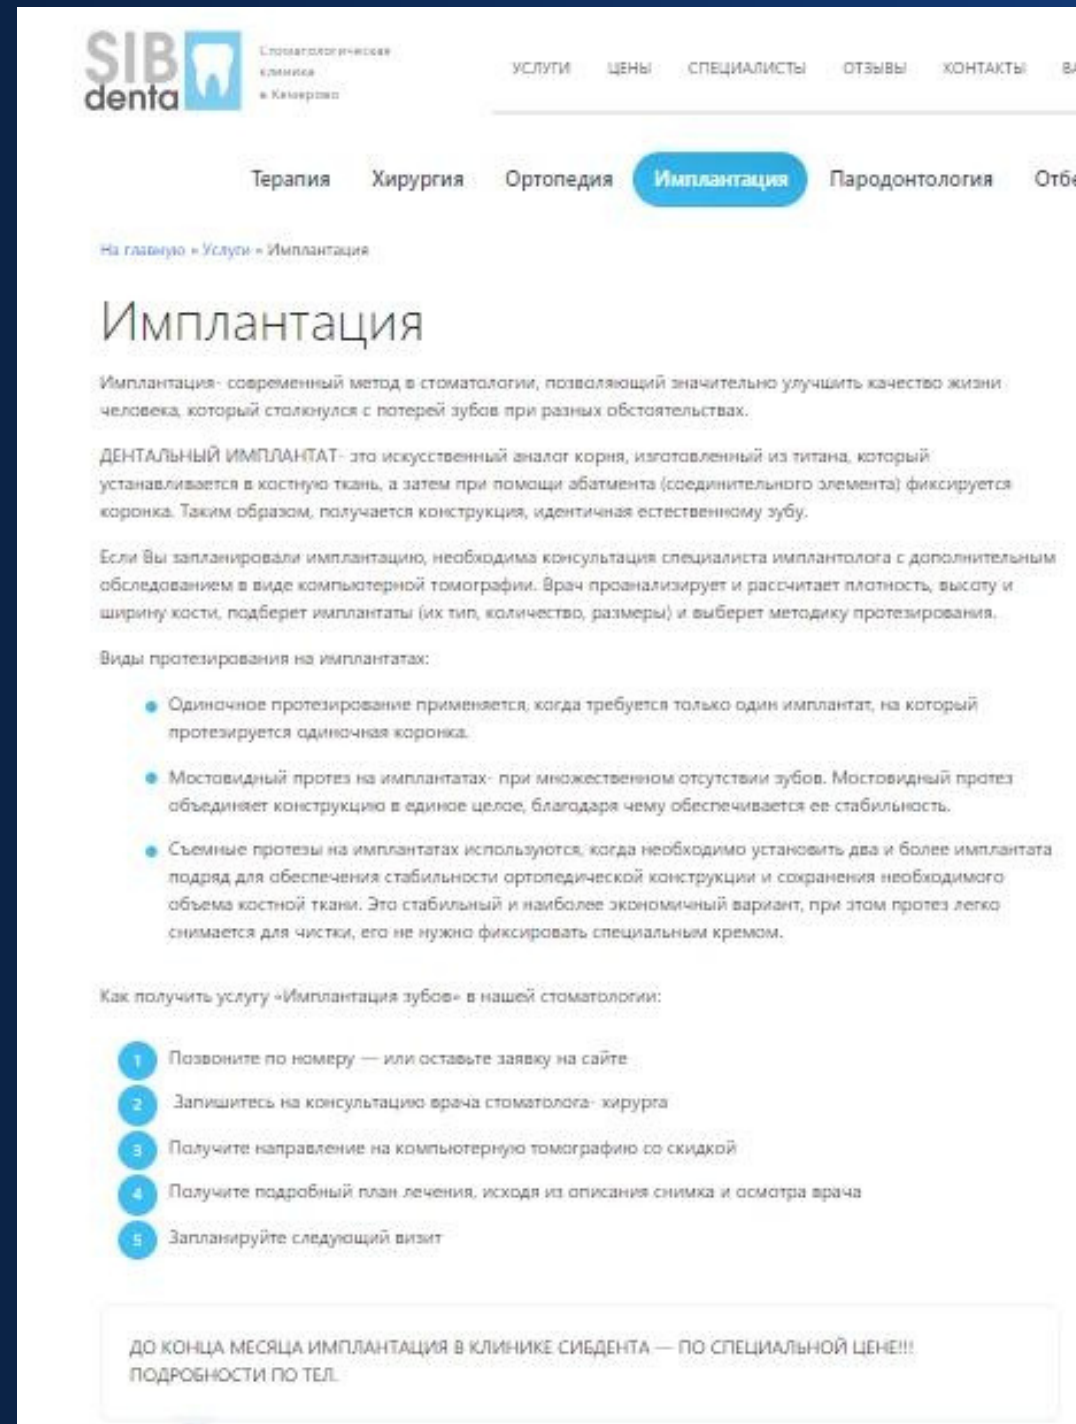 SIB
denta
Стоматологическая
клиника
в Кемерово
УСЛУГИ ЦЕНЫ СПЕЦИАЛИСТЫ ОТЗЫВЫ КОНТАКТЫ ВА
Терапия Хирургия Ортопедия Имплантация Пародонтология Отбе
На главную » Услуги » Имплантация
Имплантация
Имплантация- современный метод в стоматологии, позволяющий значительно улучшить качество жизни
человека, который столкнулся с потерей зубов при разных обстоятельствах.
ДЕНТАЛЬНЫЙ ИМПЛАНТАТ- это искусственный аналог корня, изготовленный из титана, который
устанавливается в костную ткань, а затем при помощи абатмента (соединительного элемента) фиксируется
коронка. Таким образом, получается конструкция, идентичная естественному зубу.
Если Вы запланировали имплантацию, необходима консультация специалиста имплантолога с дополнительным
обследованием в виде компьютерной томографии. Врач проанализирует и рассчитает плотность, высоту и
ширину кости, подберет имплантаты (их тип, количество, размеры) и выберет методику протезирования.
Виды протезирования на имплантатах:
Одиночное протезирование применяется, когда требуется только один имплантат, на который
протезируется одиночная коронка.
Мостовидный протез на имплантатах- при множественном отсутствии зубов. Мостовидный протез
объединяет конструкцию в единое целое, благодаря чему обеспечивается ее стабильность.
Съемные протезы на имплантатах используются, когда необходимо установить два и более имплантата
подряд для обеспечения стабильности ортопедической конструкции и сохранения необходимого
объема костной ткани. Это стабильный и наиболее экономичный вариант, при этом протез легко
снимается для чистки, его не нужно фиксировать специальным кремом.
Как получить услугу «Имплантация зубов» в нашей стоматологии:
1 Позвоните по номеру — или оставьте заявку на сайте
2 Запишитесь на консультацию врача стоматолога- хирурга
3 Получите направление на компьютерную томографию со скидкой
4 Получите подробный план лечения, исходя из описания снимка и осмотра врача
5 Запланируйте следующий визит
ДО КОНЦА МЕСЯЦА ИМПЛАНТАЦИЯ В КЛИНИКЕ СИБДЕНТА — ПО СПЕЦИАЛЬНОЙ ЦЕНЕ!!!
ПОДРОБНОСТИ ПО ТЕЛ.